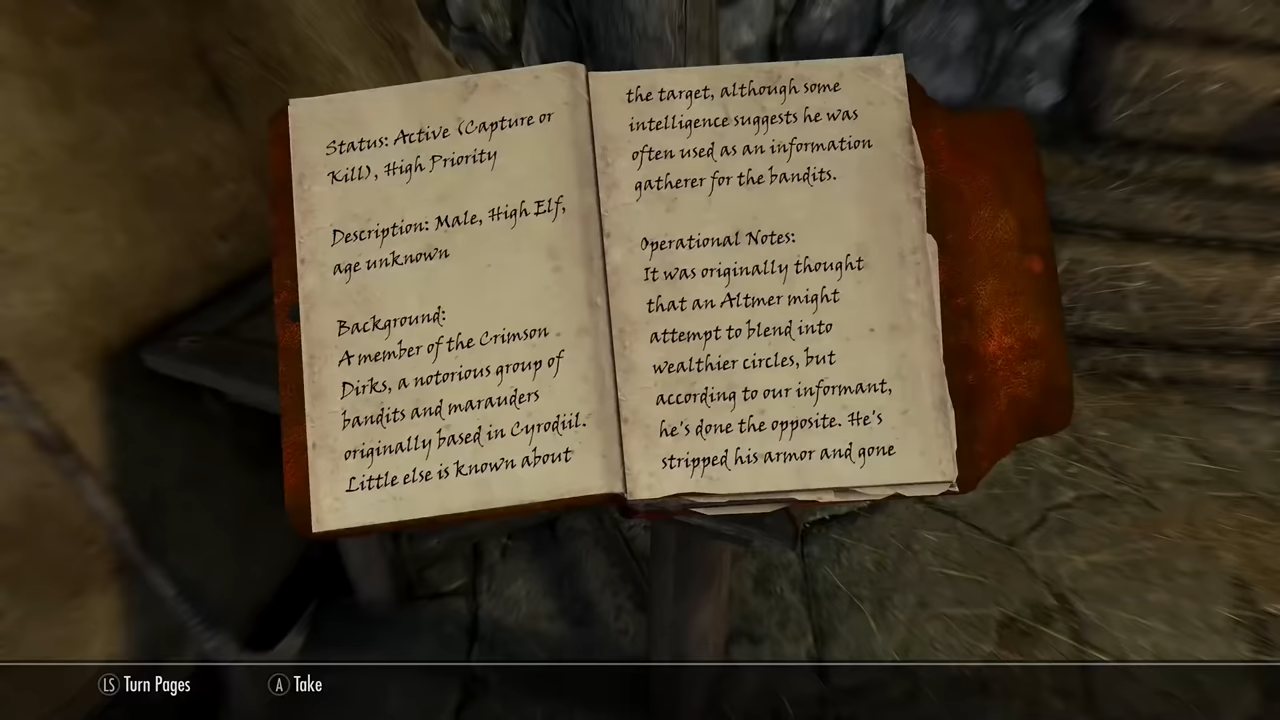 Status: Active (Capture or
Kill), High Priority
Description: Male, High Elf,
age unknown
Background:
A member of the Crimson
Dirks, a notorious group of
bandits and marauders
originally based in Cyrodiil.
Little else is known about
the target, although some
intelligence suggests he was
often used as an information
gatherer for the bandits.
Operational Notes:
It was originally thought
that an Altmer might
attempt to blend into
wealthier circles, but
according to our informant,
he's done the opposite. He's
stripped his armor and gone
LS Turn Pages
A Take